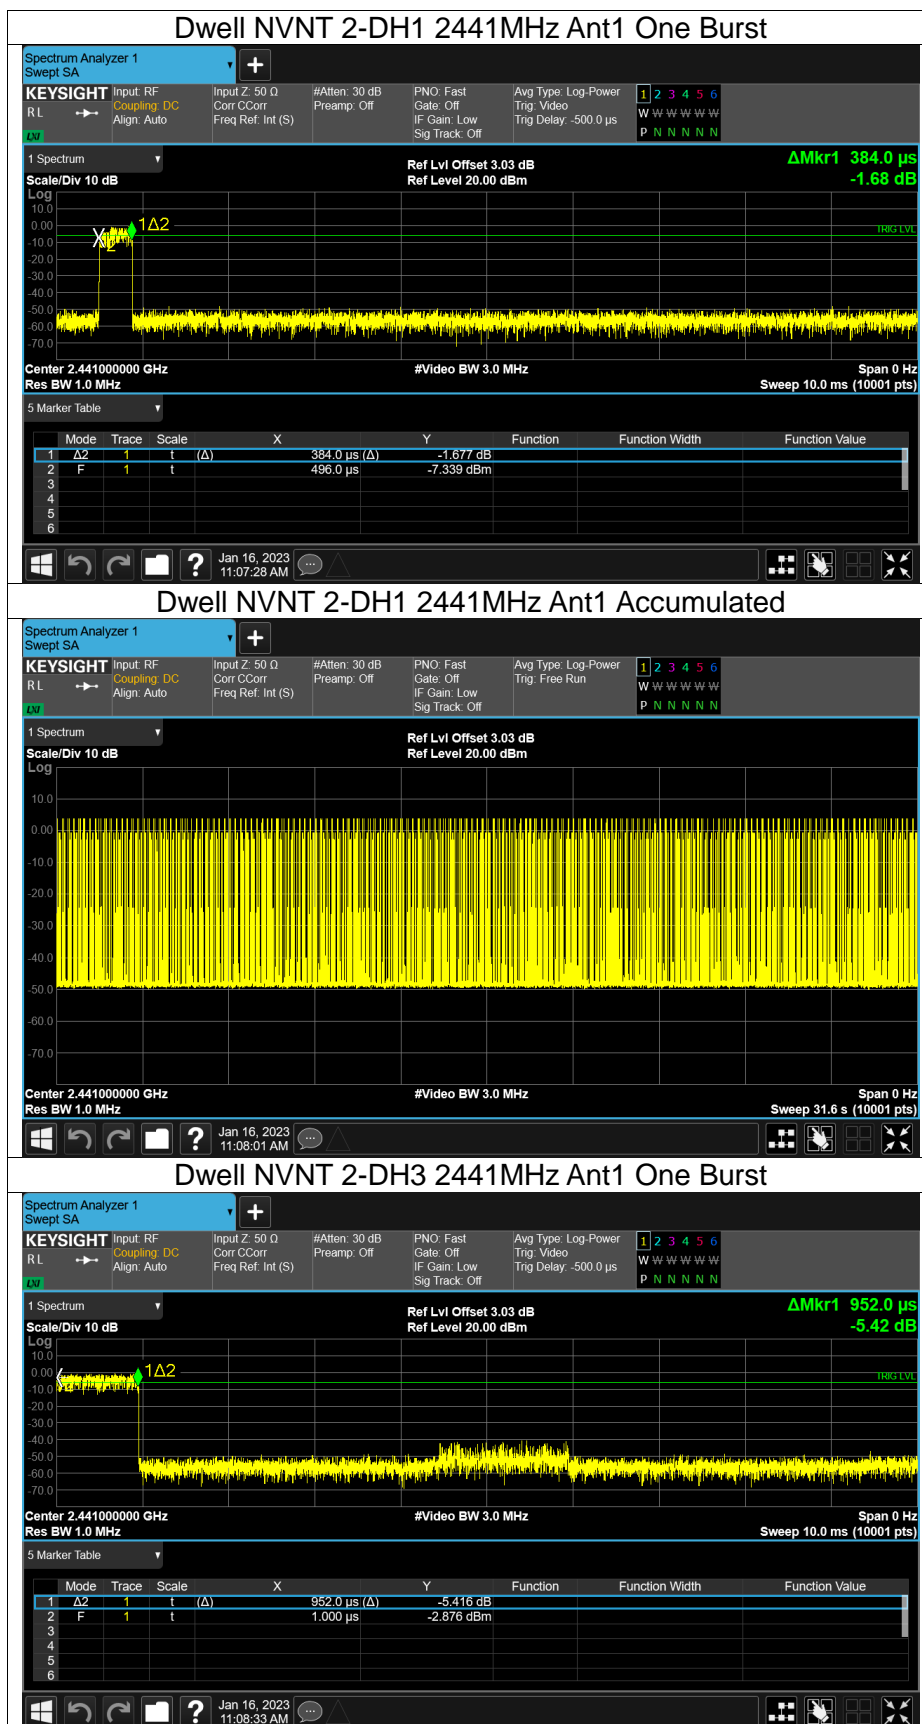 Dwell NVNT 2-DH1 2441MHz Ant1 One Burst
Spectrum Analyzer 1
Swept SA
+
KEYSIGHT Input: RF Input Z: 50 Ω #Atten: 30 dB PNO: Fast Avg Type: Log-Power 1 2 3 4 5 6
R L Coupling: DC Corr CCorr Preamp: Off Gate: Off Trig: Video W W W W W W
Align: Auto Freq Ref: Int (S) IF Gain: Low Trig Delay: -500.0 µs
LXI Sig Track: Off P N N N N N
1 Spectrum Ref Lvl Offset 3.03 dB ΔMkr1 384.0 µs
Scale/Div 10 dB Ref Level 20.00 dBm -1.68 dB
Log
10.0
0.00 1Δ2 TRIG LVL
-10.0 2
-20.0
-30.0
-40.0
-50.0
-60.0
-70.0
Center 2.441000000 GHz #Video BW 3.0 MHz Span 0 Hz
Res BW 1.0 MHz Sweep 10.0 ms (10001 pts)
5 Marker Table
Mode Trace Scale X Y Function Function Width Function Value
1 Δ2 1 t (Δ) 384.0 µs (Δ) -1.677 dB
2 F 1 t 496.0 µs -7.339 dBm
3
4
5
6
? Jan 16, 2023
11:07:28 AM
Dwell NVNT 2-DH1 2441MHz Ant1 Accumulated
Spectrum Analyzer 1
Swept SA
+
KEYSIGHT Input: RF Input Z: 50 Ω #Atten: 30 dB PNO: Fast Avg Type: Log-Power 1 2 3 4 5 6
R L Coupling: DC Corr CCorr Preamp: Off Gate: Off Trig: Free Run W W W W W W
Align: Auto Freq Ref: Int (S) IF Gain: Low
LXI Sig Track: Off P N N N N N
1 Spectrum Ref Lvl Offset 3.03 dB
Scale/Div 10 dB Ref Level 20.00 dBm
Log
10.0
0.00
-10.0
-20.0
-30.0
-40.0
-50.0
-60.0
-70.0
Center 2.441000000 GHz #Video BW 3.0 MHz Span 0 Hz
Res BW 1.0 MHz Sweep 31.6 s (10001 pts)
? Jan 16, 2023
11:08:01 AM
Dwell NVNT 2-DH3 2441MHz Ant1 One Burst
Spectrum Analyzer 1
Swept SA
+
KEYSIGHT Input: RF Input Z: 50 Ω #Atten: 30 dB PNO: Fast Avg Type: Log-Power 1 2 3 4 5 6
R L Coupling: DC Corr CCorr Preamp: Off Gate: Off Trig: Video W W W W W W
Align: Auto Freq Ref: Int (S) IF Gain: Low Trig Delay: -500.0 µs
LXI Sig Track: Off P N N N N N
1 Spectrum Ref Lvl Offset 3.03 dB ΔMkr1 952.0 µs
Scale/Div 10 dB Ref Level 20.00 dBm -5.42 dB
Log
10.0
0.00 1Δ2 TRIG LVL
-10.0
-20.0
-30.0
-40.0
-50.0
-60.0
-70.0
Center 2.441000000 GHz #Video BW 3.0 MHz Span 0 Hz
Res BW 1.0 MHz Sweep 10.0 ms (10001 pts)
5 Marker Table
Mode Trace Scale X Y Function Function Width Function Value
1 Δ2 1 t (Δ) 952.0 µs (Δ) -5.416 dB
2 F 1 t 1.000 µs -2.876 dBm
3
4
5
6
? Jan 16, 2023
11:08:33 AM